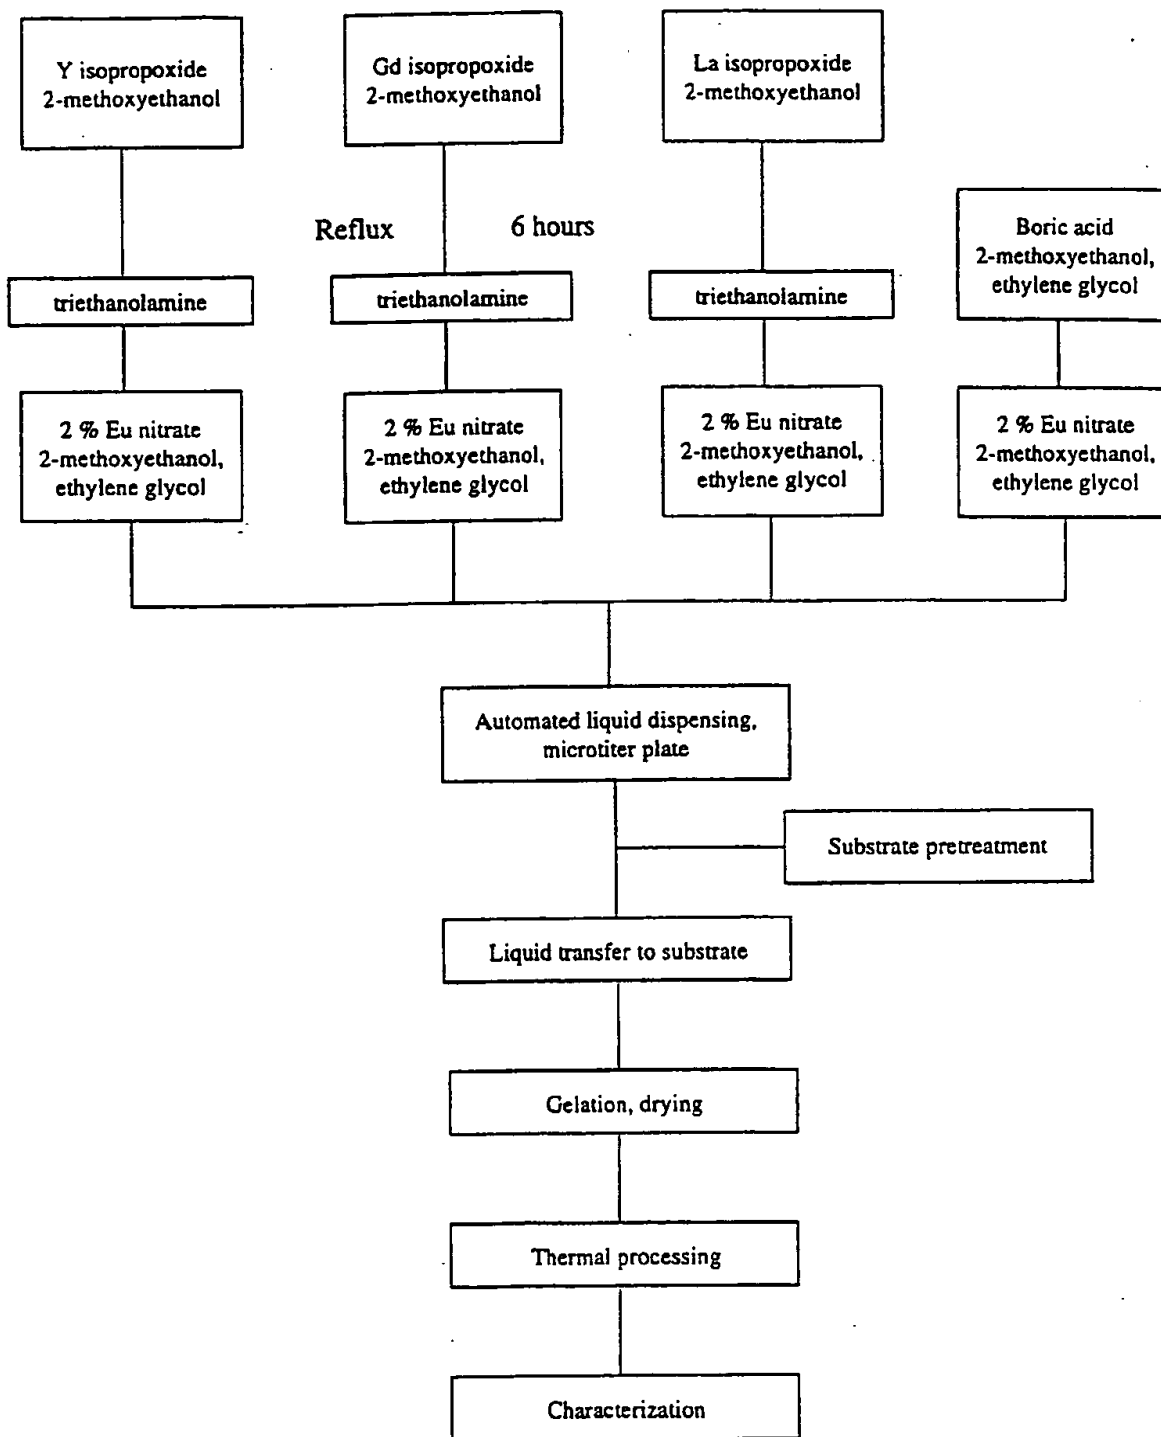 Y isopropoxide
2-methoxyethanol
Gd isopropoxide
2-methoxyethanol
La isopropoxide
2-methoxyethanol
Boric acid
2-methoxyethanol,
ethylene glycol
Reflux
6 hours
triethanolamine
triethanolamine
triethanolamine
2 % Eu nitrate
2-methoxyethanol,
ethylene glycol
2 % Eu nitrate
2-methoxyethanol,
ethylene glycol
2 % Eu nitrate
2-methoxyethanol,
ethylene glycol
2 % Eu nitrate
2-methoxyethanol,
ethylene glycol
Automated liquid dispensing,
microtiter plate
Substrate pretreatment
Liquid transfer to substrate
Gelation, drying
Thermal processing
Characterization